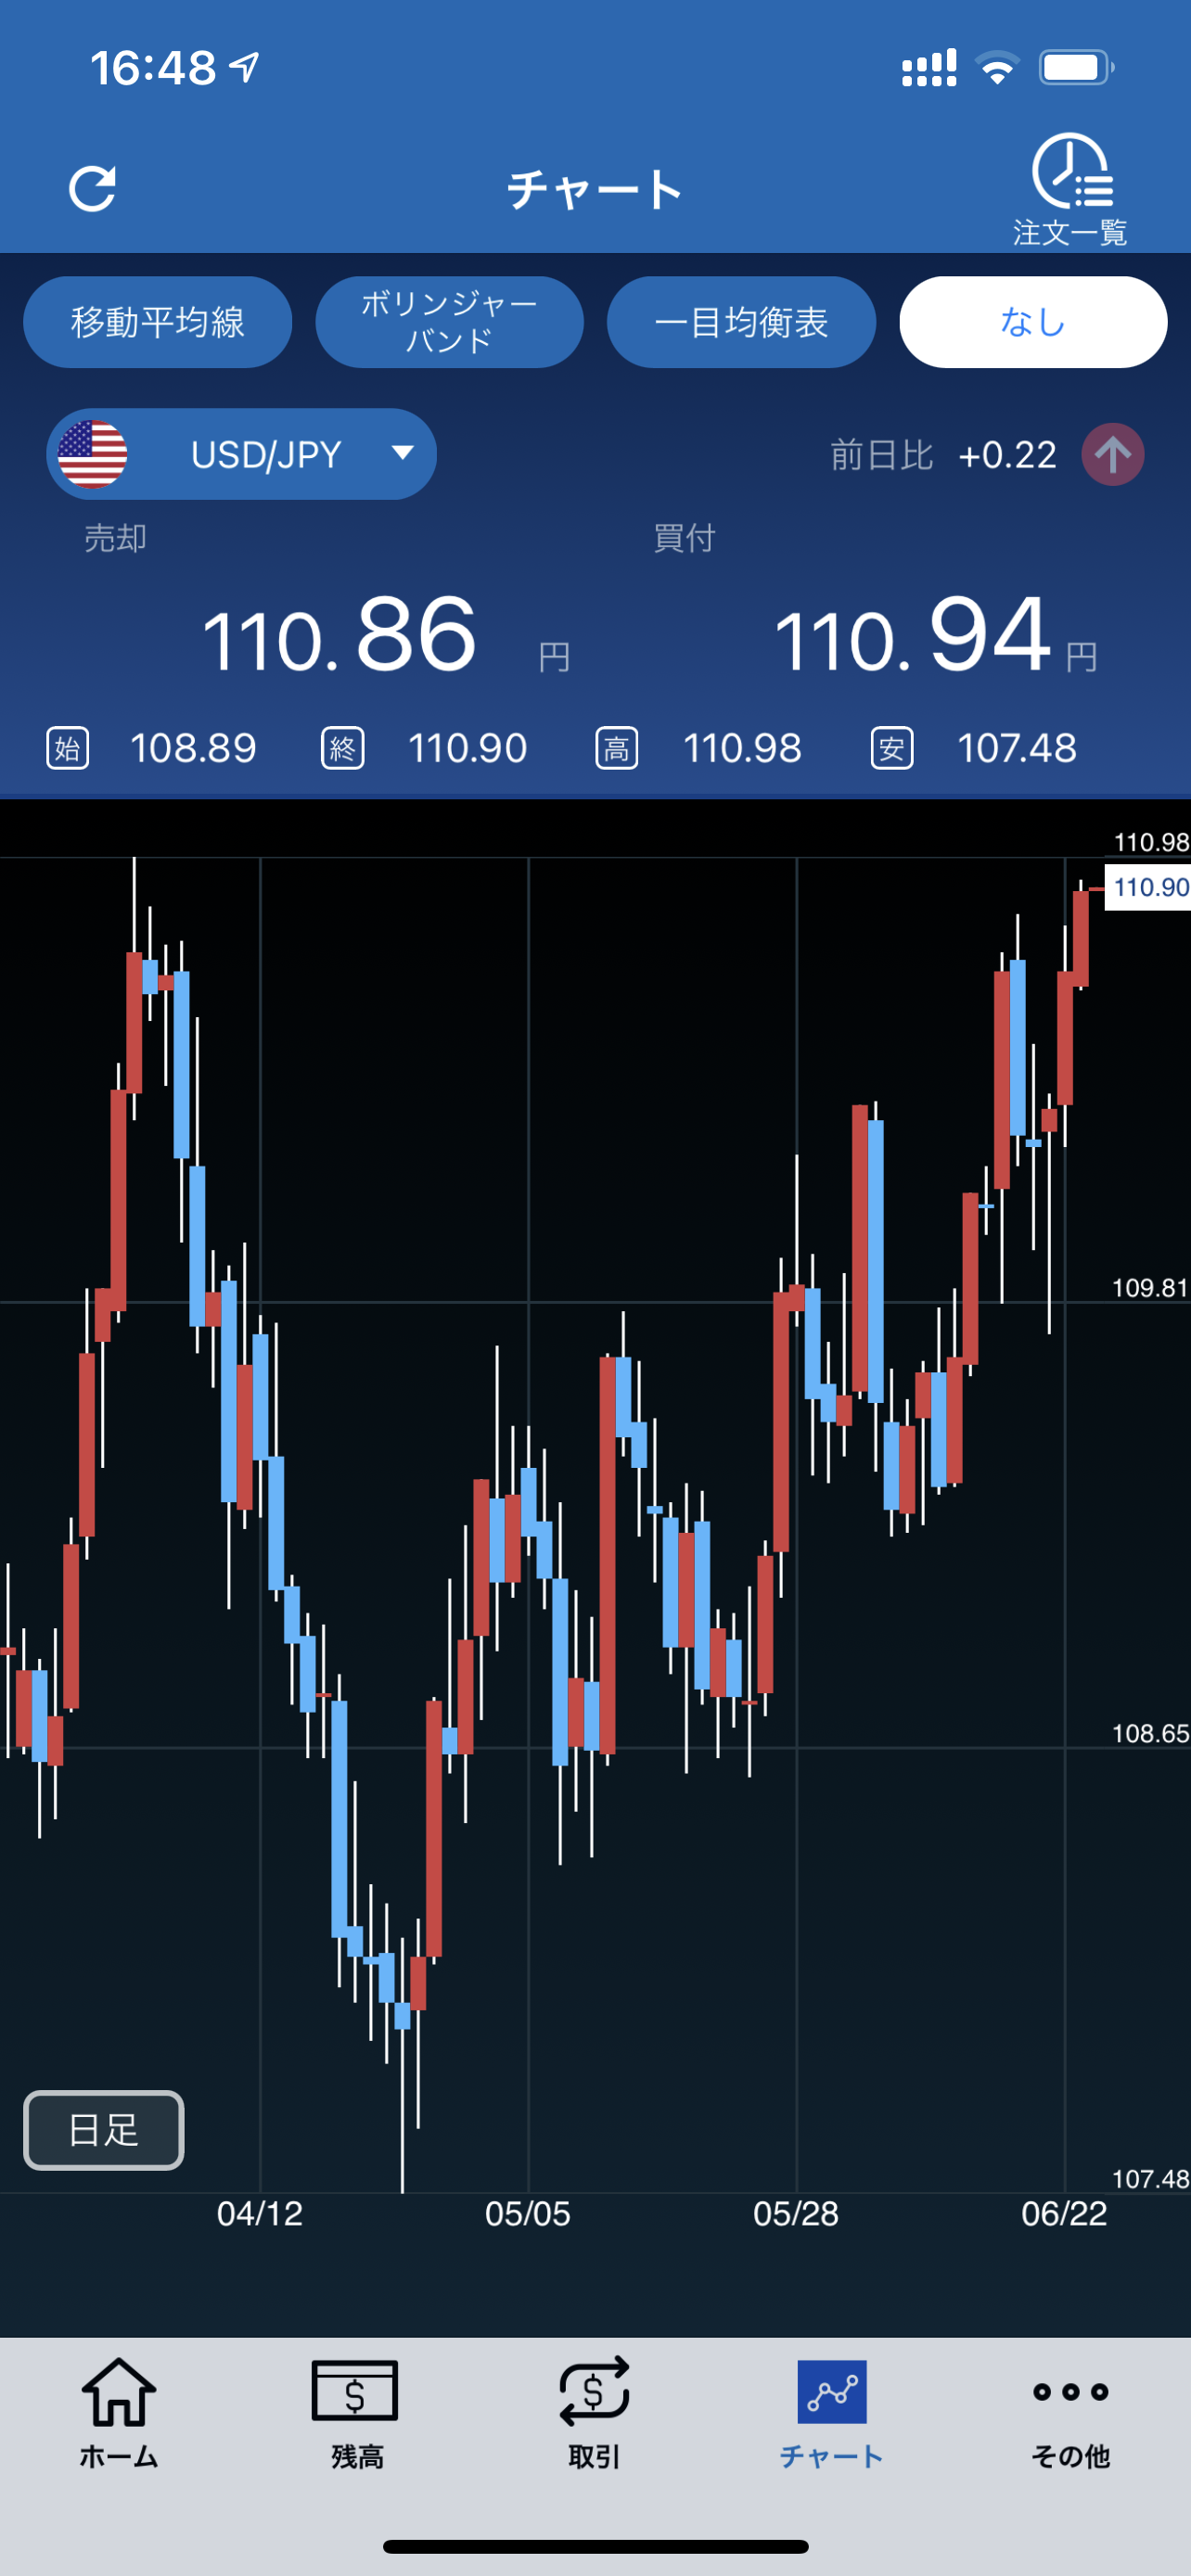 16:48
チャート
注文一覧
移動平均線
ボリンジャー
バンド
一目均衡表
なし
USD/JPY
前日比 +0.22
売却
買付
110.86 円
110.94 円
始 108.89 終 110.90 高 110.98 安 107.48
110.98
110.90
109.81
108.65
日足
107.48
04/12 05/05 05/28 06/22
$
$
ホーム 残高 取引 チャート その他